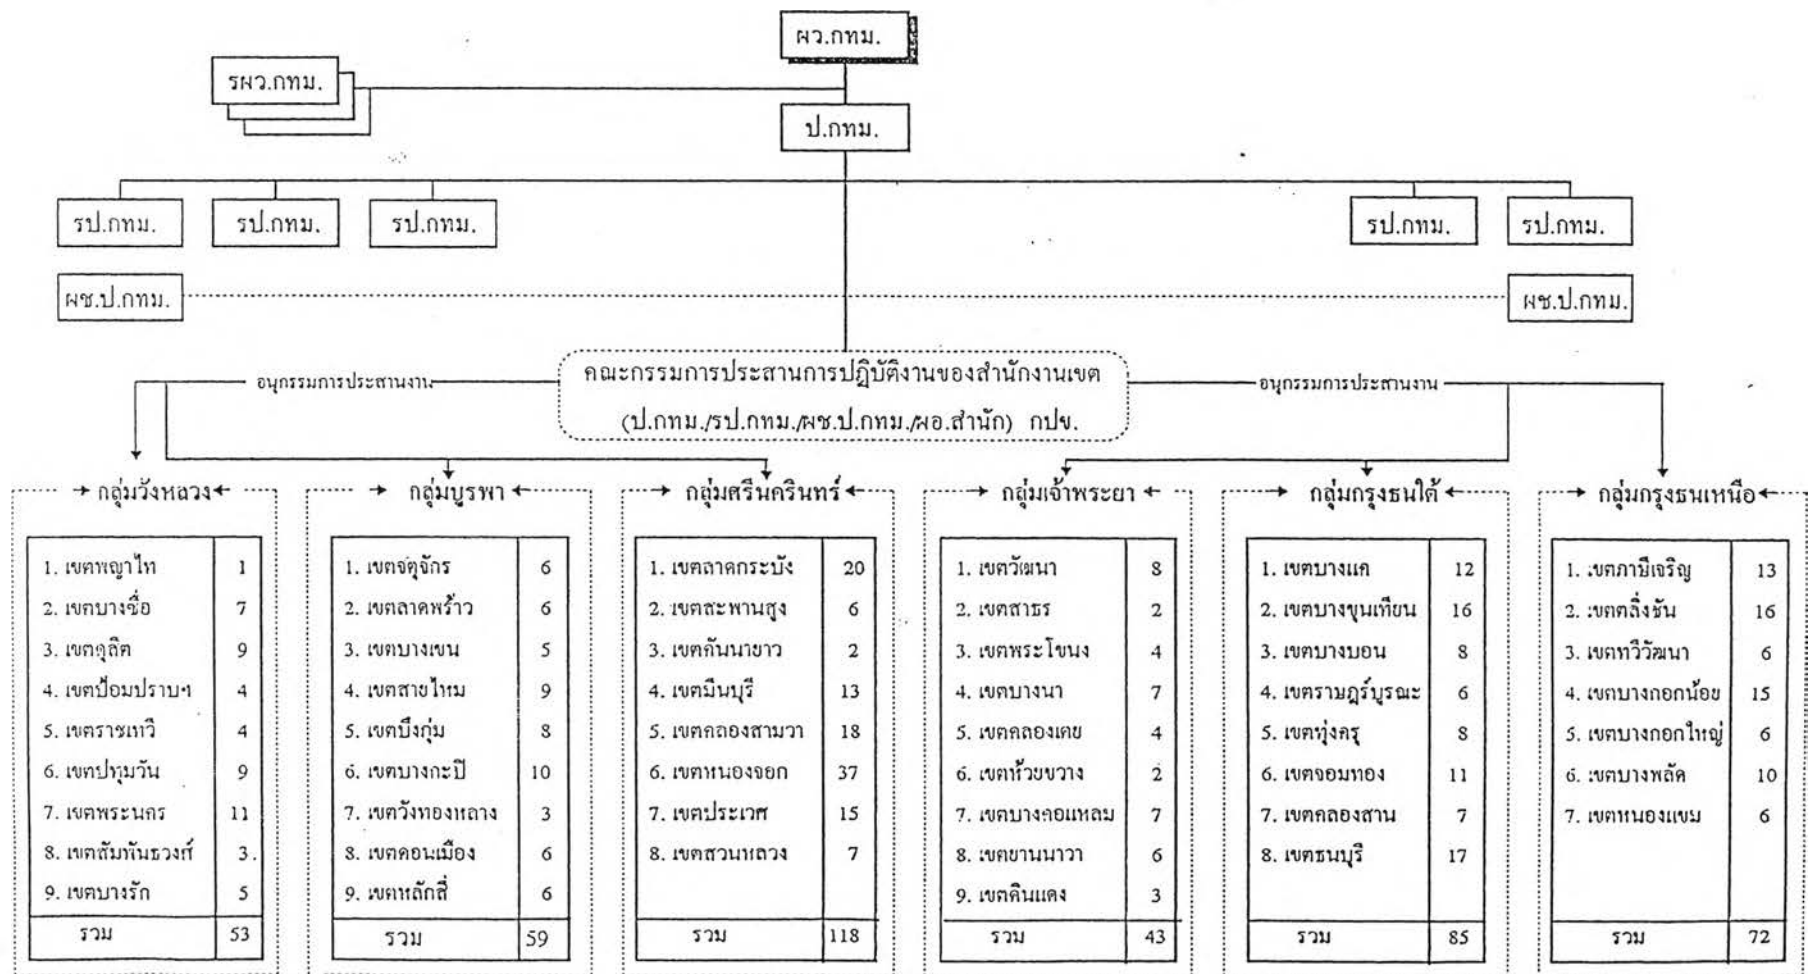 ผว.กทม.
รผว.กทม.
ป.กทม.
รป.กทม. รป.กทม. รป.กทม. รป.กทม. รป.กทม.
ผช.ป.กทม. ผช.ป.กทม.
คณะกรรมการประสานการปฏิบัติงานของสำนักงานเขต
(ป.กทม./รป.กทม./ผช.ป.กทม./ผอ.สำนัก) กปข.
อนุกรรมการประสานงาน
อนุกรรมการประสานงาน
กลุ่มวังหลวง
1. เขตพญาไท 1
2. เขตบางซื่อ 7
3. เขตดุสิต 9
4. เขตป้อมปราบฯ 4
5. เขตราชเทวี 4
6. เขตปทุมวัน 9
7. เขตพระนคร 11
8. เขตสัมพันธวงศ์ 3
9. เขตบางรัก 5
รวม 53
กลุ่มบูรพา
1. เขตจตุจักร 6
2. เขตลาดพร้าว 6
3. เขตบางเขน 5
4. เขตสายไหม 9
5. เขตบึงกุ่ม 8
6. เขตบางกะปิ 10
7. เขตวังทองหลาง 3
8. เขตดอนเมือง 6
9. เขตหลักสี่ 6
รวม 59
กลุ่มศรีนครินทร์
1. เขตลาดกระบัง 20
2. เขตสะพานสูง 6
3. เขตคันนายาว 2
4. เขตมีนบุรี 13
5. เขตคลองสามวา 18
6. เขตหนองจอก 37
7. เขตประเวศ 15
8. เขตสวนหลวง 7
รวม 118
กลุ่มเจ้าพระยา
1. เขตวัฒนา 8
2. เขตสาธร 2
3. เขตพระโขนง 4
4. เขตบางนา 7
5. เขตคลองเตย 4
6. เขตห้วยขวาง 2
7. เขตบางคอแหลม 7
8. เขตยานนาวา 6
9. เขตดินแดง 3
รวม 43
กลุ่มกรุงธนใต้
1. เขตบางแค 12
2. เขตบางขุนเทียน 16
3. เขตบางบอน 8
4. เขตราษฎร์บูรณะ 6
5. เขตทุ่งครุ 8
6. เขตจอมทอง 11
7. เขตคลองสาน 7
8. เขตธนบุรี 17
รวม 85
กลุ่มกรุงธนเหนือ
1. เขตภาษีเจริญ 13
2. เขตตลิ่งชัน 16
3. เขตทวีวัฒนา 6
4. เขตบางกอกน้อย 15
5. เขตบางกอกใหญ่ 6
6. เขตบางพลัด 10
7. เขตหนองแขม 6
รวม 72